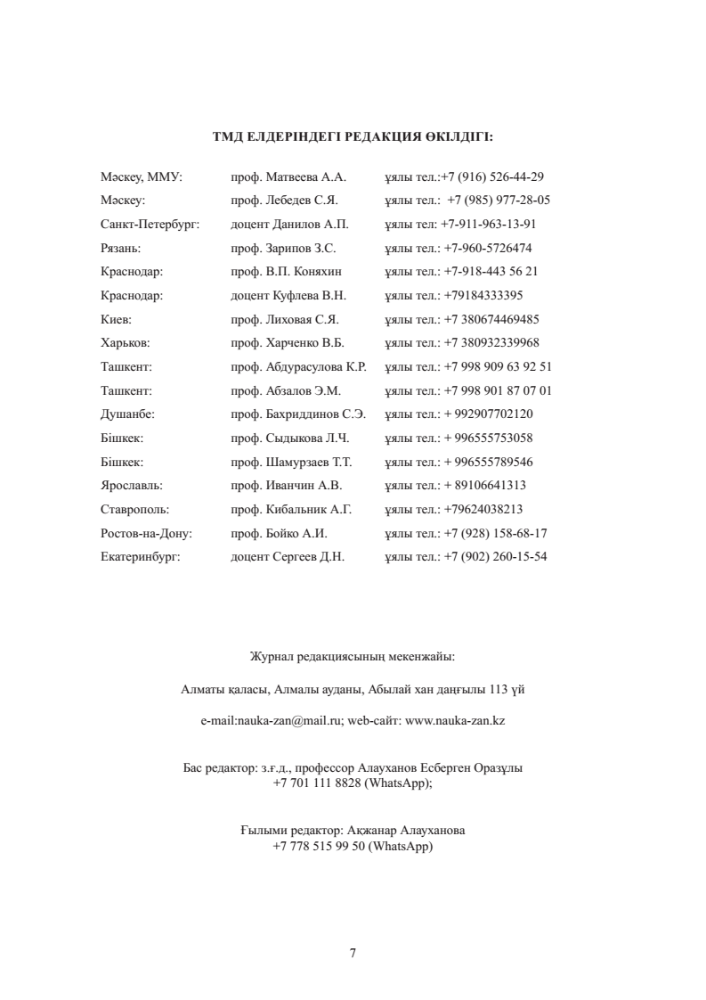 ТМД ЕЛДЕРІНДЕГІ РЕДАКЦИЯ ӨКІЛДІГІ:
Мәскеу, ММУ: проф. Матвеева А.А. ұялы тел.:+7 (916) 526-44-29
Мәскеу: проф. Лебедев С.Я. ұялы тел.: +7 (985) 977-28-05
Санкт-Петербург: доцент Данилов А.П. ұялы тел: +7-911-963-13-91
Рязань: проф. Зарипов З.С. ұялы тел.: +7-960-5726474
Краснодар: проф. В.П. Коняхин ұялы тел.: +7-918-443 56 21
Краснодар: доцент Куфлева В.Н. ұялы тел.: +79184333395
Киев: проф. Лиховая С.Я. ұялы тел.: +7 380674469485
Харьков: проф. Харченко В.Б. ұялы тел.: +7 380932339968
Ташкент: проф. Абдурасулова К.Р. ұялы тел.: +7 998 909 63 92 51
Ташкент: проф. Абзалов Э.М. ұялы тел.: +7 998 901 87 07 01
Душанбе: проф. Бахриддинов С.Э. ұялы тел.: + 992907702120
Бішкек: проф. Сыдыкова Л.Ч. ұялы тел.: + 996555753058
Бішкек: проф. Шамурзаев Т.Т. ұялы тел.: + 996555789546
Ярославль: проф. Иванчин А.В. ұялы тел.: + 89106641313
Ставрополь: проф. Кибальник А.Г. ұялы тел.: +79624038213
Ростов-на-Дону: проф. Бойко А.И. ұялы тел.: +7 (928) 158-68-17
Екатеринбург: доцент Сергеев Д.Н. ұялы тел.: +7 (902) 260-15-54
Журнал редакциясының мекенжайы:
Алматы қаласы, Алмалы ауданы, Абылай хан даңғылы 113 үй
e-mail:nauka-zan@mail.ru; web-сайт: www.nauka-zan.kz
Бас редактор: з.ғ.д., профессор Алауханов Есберген Оразұлы
+7 701 111 8828 (WhatsApp);
Ғылыми редактор: Ақжанар Алауханова
+7 778 515 99 50 (WhatsApp)
7